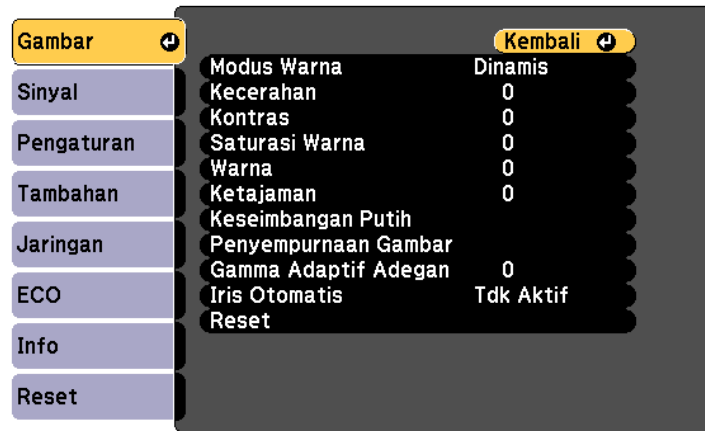 Gambar
Sinyal
Pengaturan
Tambahan
Jaringan
ECO
Info
Reset
Kembali
Modus Warna Dinamis
Kecerahan 0
Kontras 0
Saturasi Warna 0
Warna 0
Ketajaman 0
Keseimbangan Putih
Penyempurnaan Gambar
Gamma Adaptif Adegan 0
Iris Otomatis Tdk Aktif
Reset